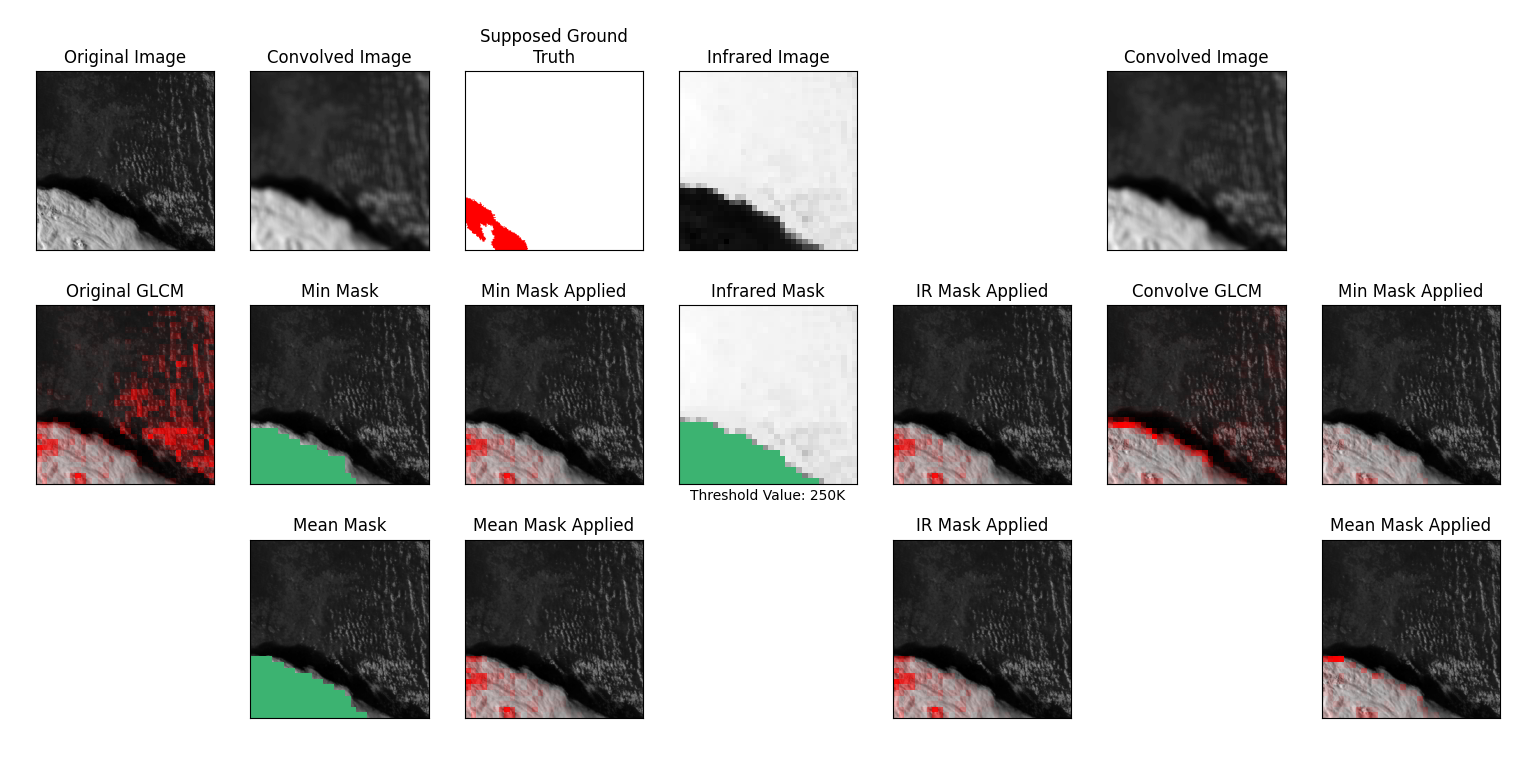 Original Image
Convolved Image
Supposed Ground
Truth
Infrared Image
Convolved Image
Original GLCM
Min Mask
Min Mask Applied
Infrared Mask
IR Mask Applied
Convolve GLCM
Min Mask Applied
Threshold Value: 250K
Mean Mask
Mean Mask Applied
IR Mask Applied
Mean Mask Applied